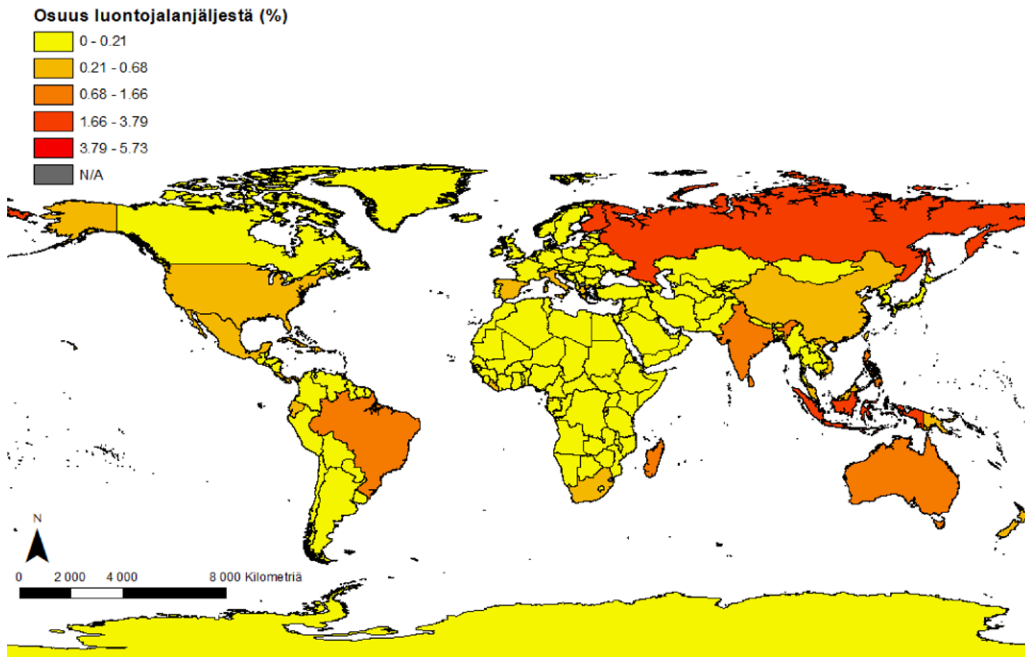 Osuus luontojalanjäljestä (%)
0 - 0.21
0.21 - 0.68
0.68 - 1.66
1.66 - 3.79
3.79 - 5.73
N/A
N
0 2 000 4 000 8 000 Kilometriä